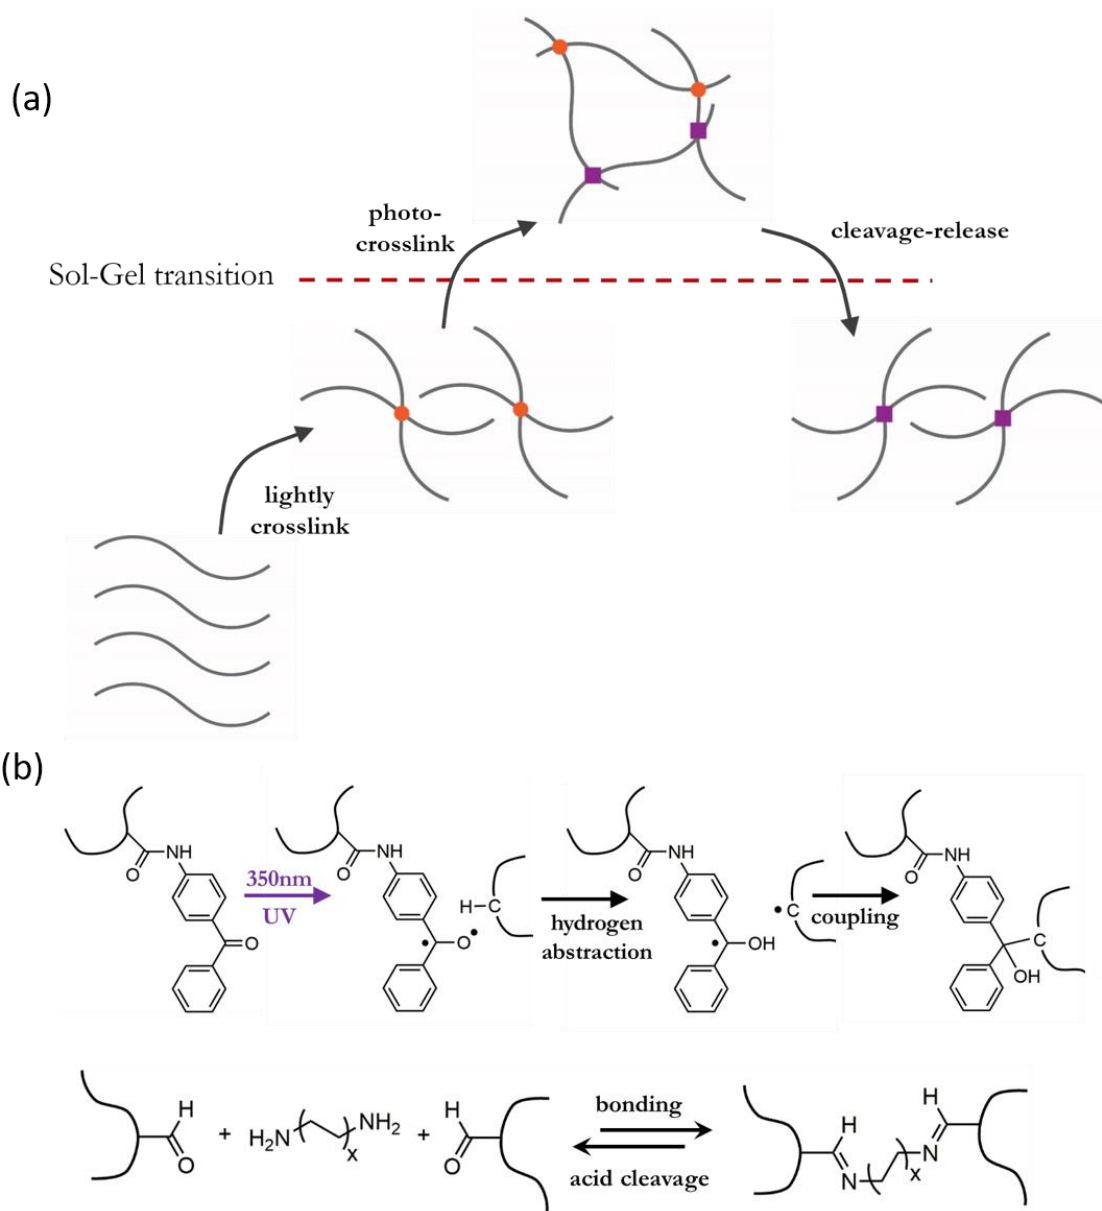 (a)
photo-
crosslink
cleavage-release
Sol-Gel transition
lightly
crosslink
(b)
NH
O
O
350nm
UV
NH
O
O
H
C
hydrogen
abstraction
NH
O
OH
C
coupling
NH
O
C
OH
H
O
+
H2N
x
NH2
+
H
O
bonding
acid cleavage
H
N
x
N
H